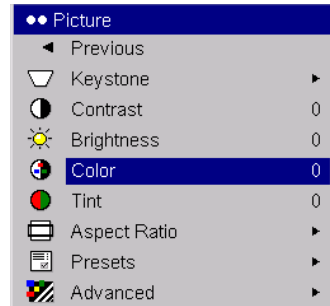 Picture
Previous
Keystone
Contrast 0
Brightness 0
Color 0
Tint 0
Aspect Ratio
Presets
Advanced